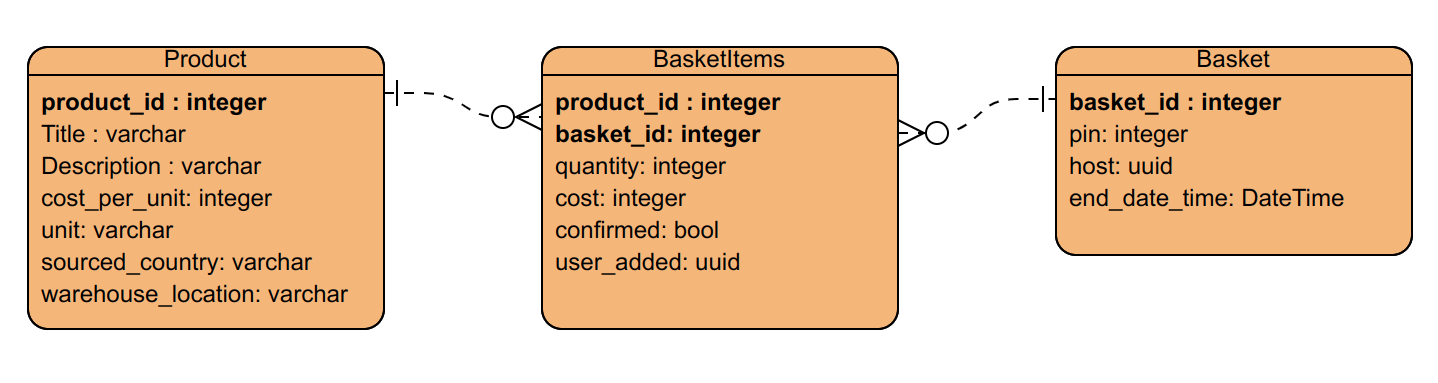 Product
product_id : integer
Title : varchar
Description : varchar
cost_per_unit: integer
unit: varchar
sourced_country: varchar
warehouse_location: varchar
BasketItems
product_id : integer
basket_id: integer
quantity: integer
cost: integer
confirmed: bool
user_added: uuid
Basket
basket_id : integer
pin: integer
host: uuid
end_date_time: DateTime